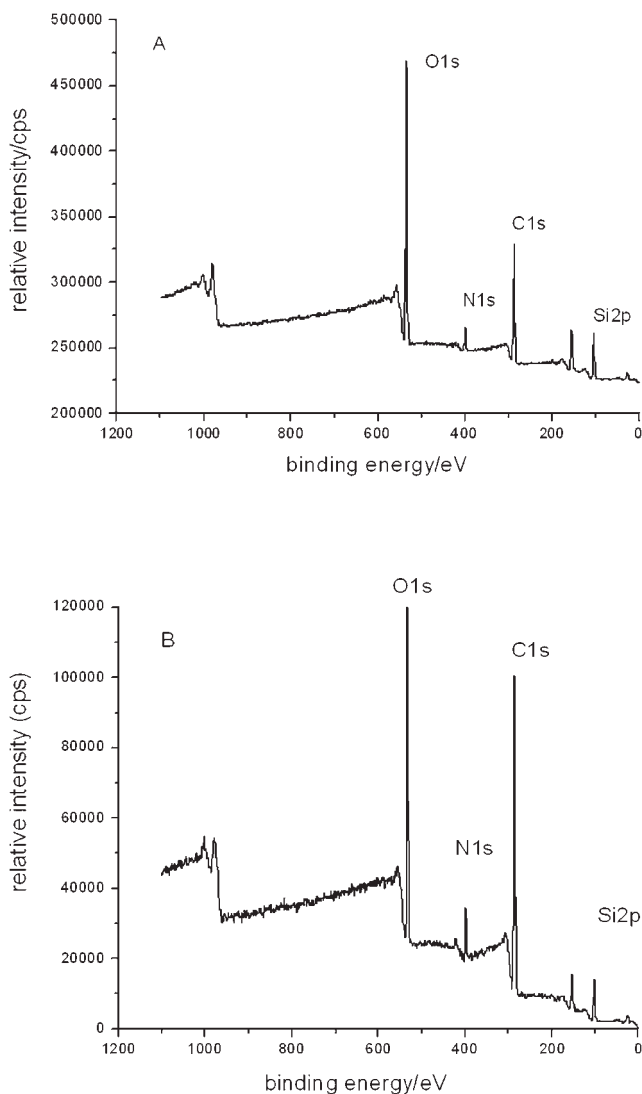 500000
A
O1s
450000
400000
relative intensity/cps
350000
C1s
300000
N1s
Si2p
250000
200000
1200 1000 800 600 400 200 0
binding energy/eV
O1s
120000
B
C1s
100000
relative intensity (cps)
80000
60000
N1s
40000
Si2p
20000
0
1200 1000 800 600 400 200 0
binding energy/eV